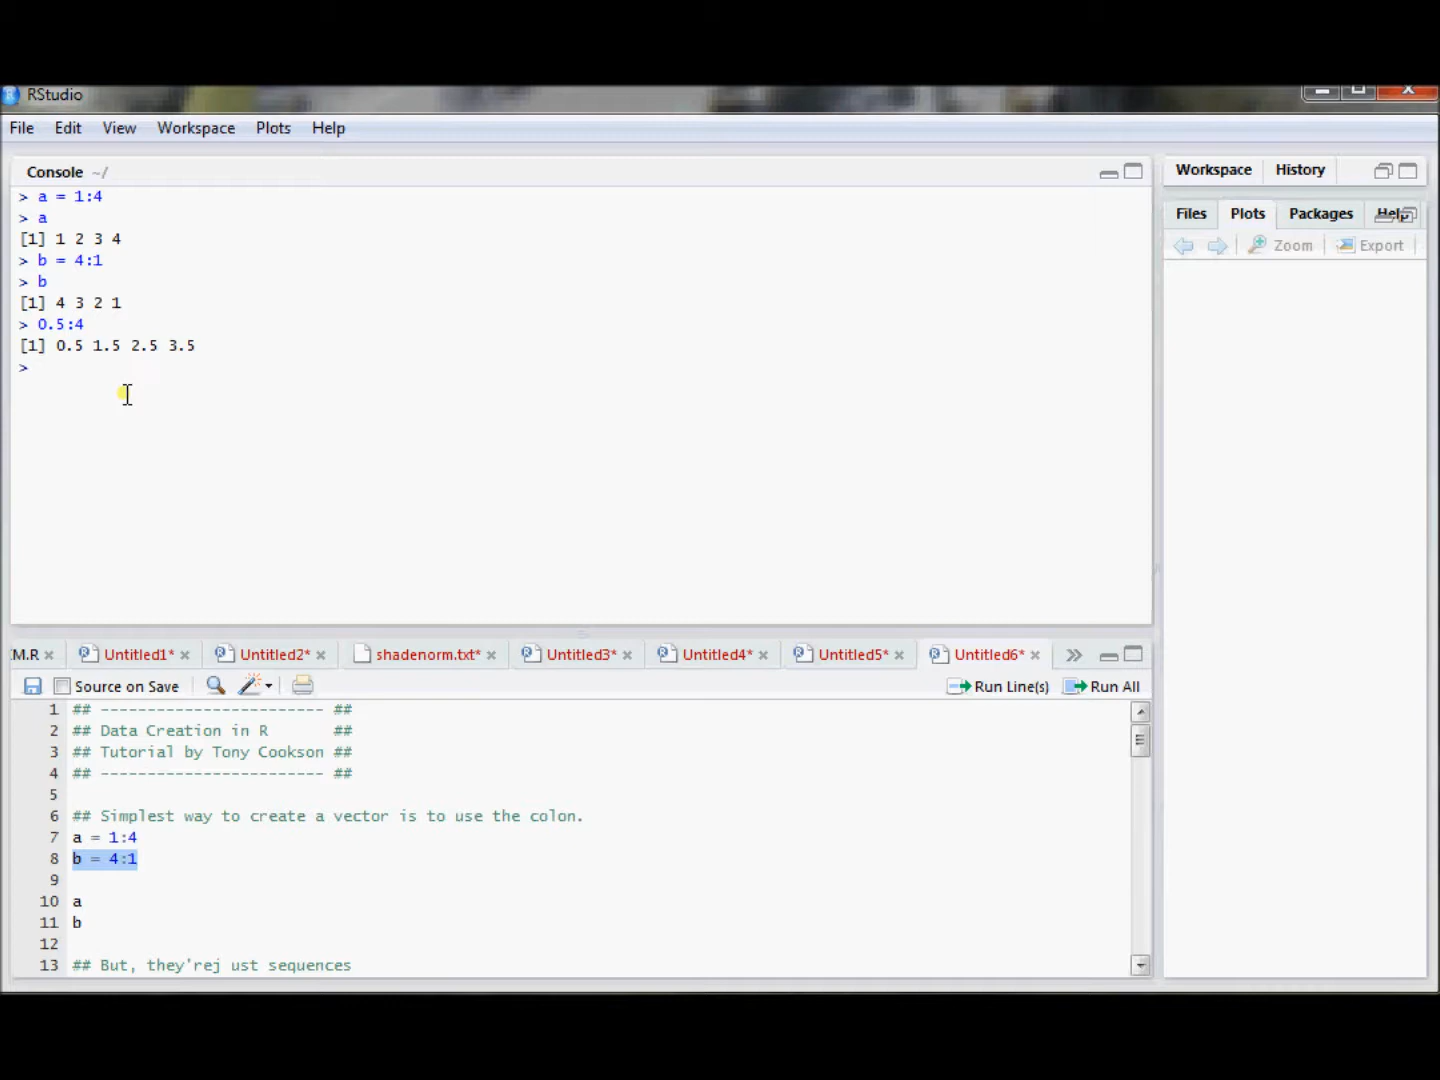 RStudio
File Edit View Workspace Plots Help
Console ~/
> a = 1:4
> a
[1] 1 2 3 4
> b = 4:1
> b
[1] 4 3 2 1
> 0.5:4
[1] 0.5 1.5 2.5 3.5
>
Workspace History
Files Plots Packages Help
Zoom Export
M.R Untitled1* Untitled2* shadenorm.txt* Untitled3* Untitled4* Untitled5* Untitled6*
Source on Save Run Line(s) Run All
1 ## ------------------------ ##
2 ## Data Creation in R ##
3 ## Tutorial by Tony Cookson ##
4 ## ------------------------ ##
5
6 ## Simplest way to create a vector is to use the colon.
7 a = 1:4
8 b = 4:1
9
10 a
11 b
12
13 ## But, they'rej ust sequences